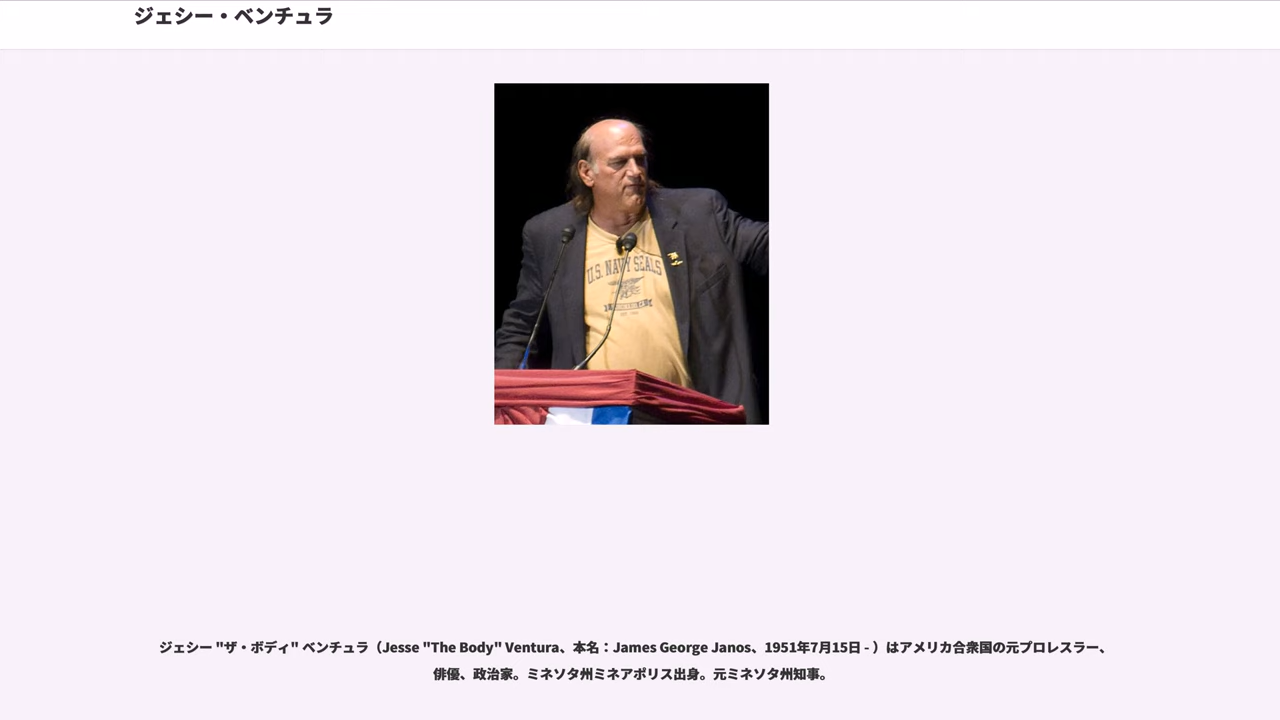 ジェシー・ベンチュラ
U.S. NAVY SEALS
ジェシー "ザ・ボディ" ベンチュラ（Jesse "The Body" Ventura、本名：James George Janos、1951年7月15日 - ）はアメリカ合衆国の元プロレスラー、
俳優、政治家。ミネソタ州ミネアポリス出身。元ミネソタ州知事。